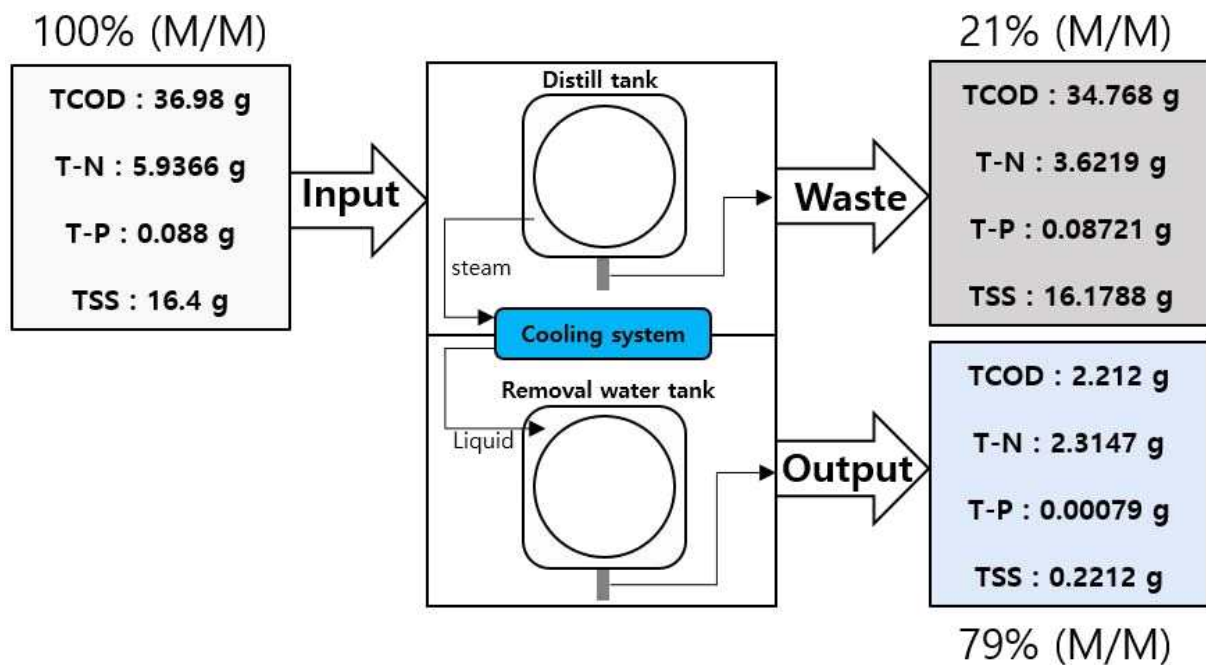 100% (M/M)
TCOD : 36.98 g
T-N : 5.9366 g
T-P : 0.088 g
TSS : 16.4 g
Input
Distill tank
steam
Cooling system
Removal water tank
Liquid
Waste
Output
21% (M/M)
TCOD : 34.768 g
T-N : 3.6219 g
T-P : 0.08721 g
TSS : 16.1788 g
TCOD : 2.212 g
T-N : 2.3147 g
T-P : 0.00079 g
TSS : 0.2212 g
79% (M/M)